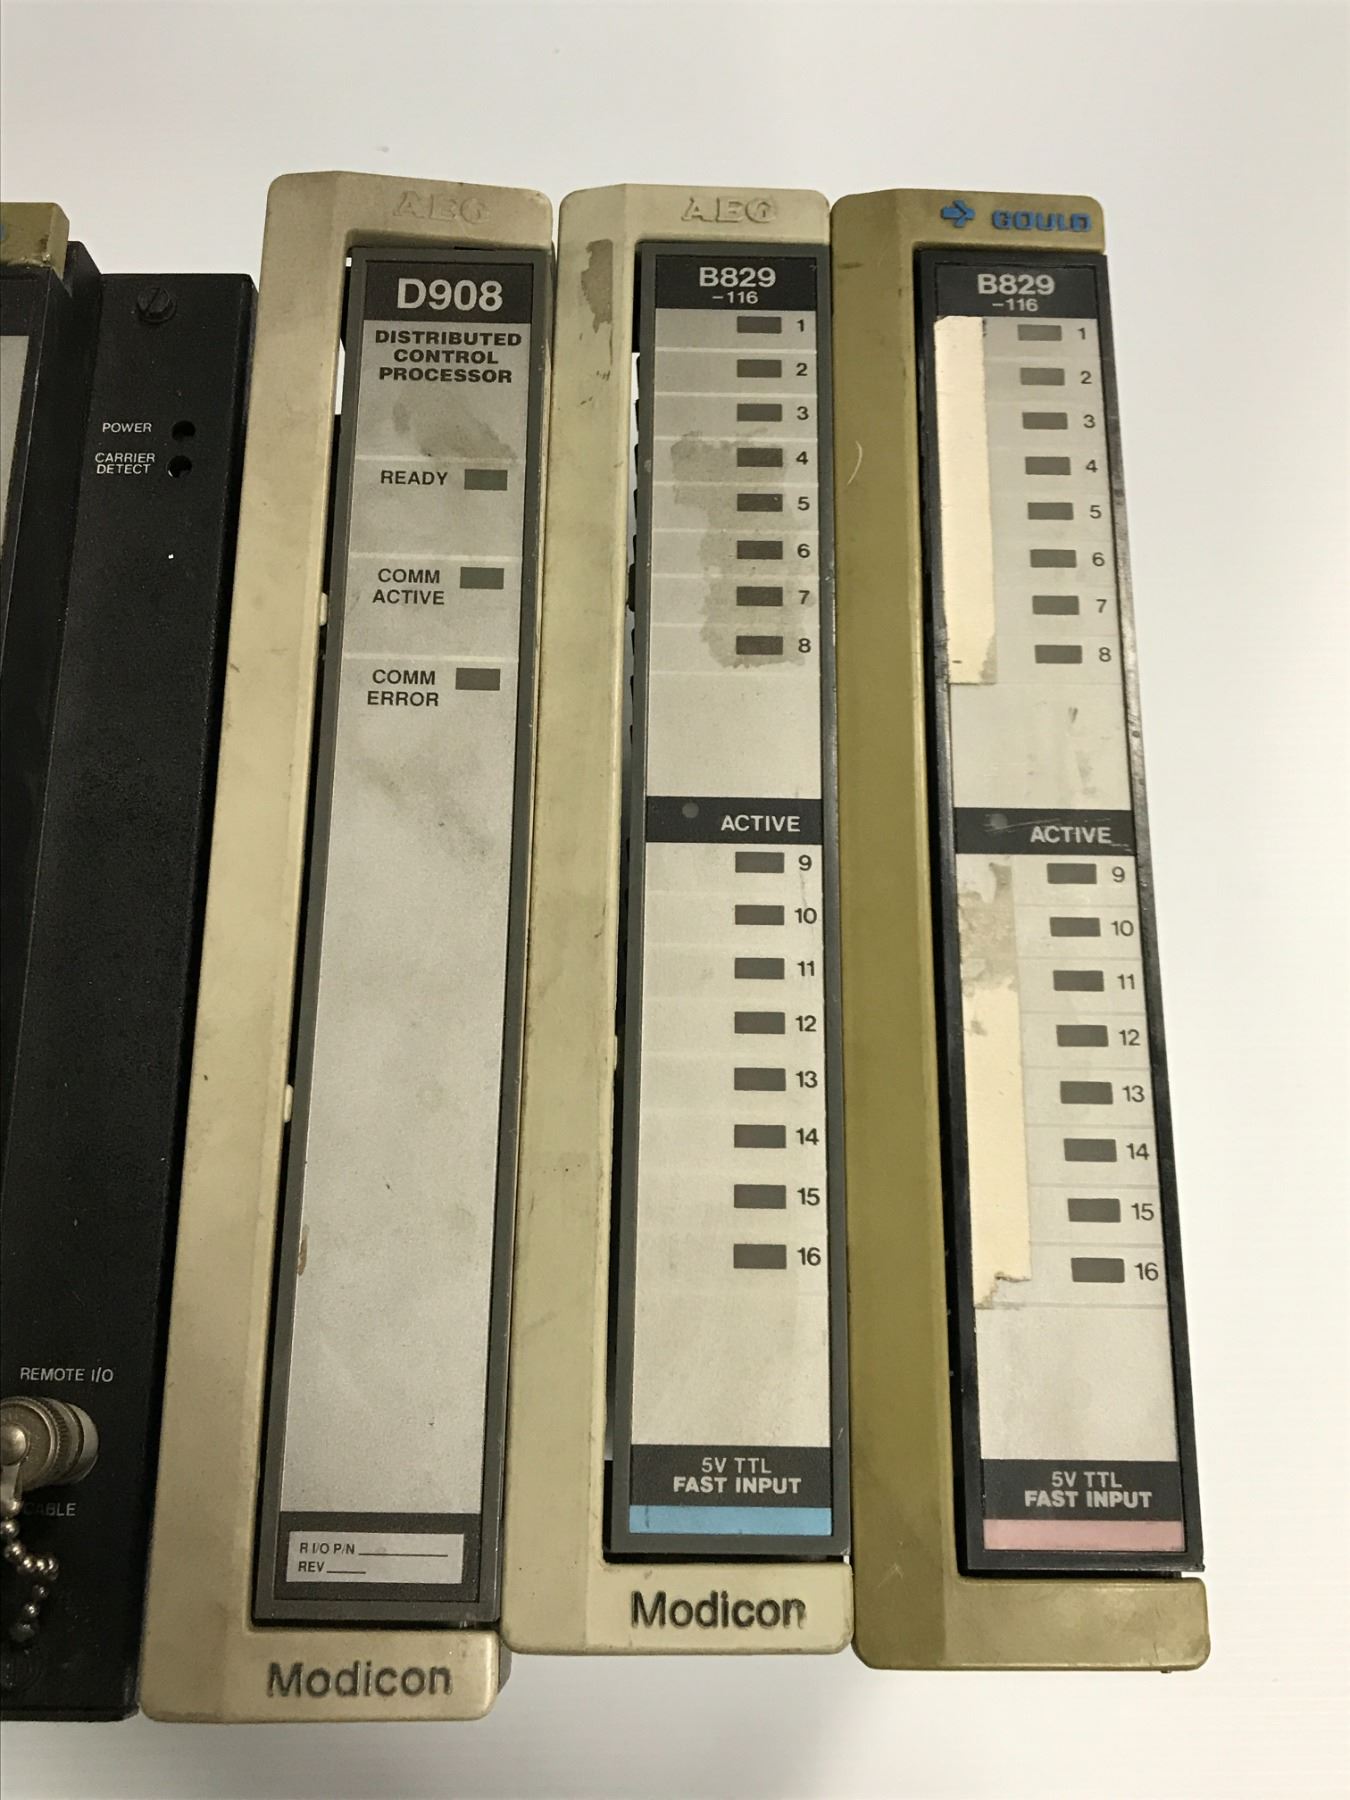 POWER
CARRIER
DETECT
REMOTE I/O
CABLE
AEG
D908
DISTRIBUTED
CONTROL
PROCESSOR
READY
COMM
ACTIVE
COMM
ERROR
R I/O P/N
REV
Modicon
AEG
B829
-116
1
2
3
4
5
6
7
8
ACTIVE
9
10
11
12
13
14
15
16
5V TTL
FAST INPUT
Modicon
GOULD
B829
-116
1
2
3
4
5
6
7
8
ACTIVE
9
10
11
12
13
14
15
16
5V TTL
FAST INPUT